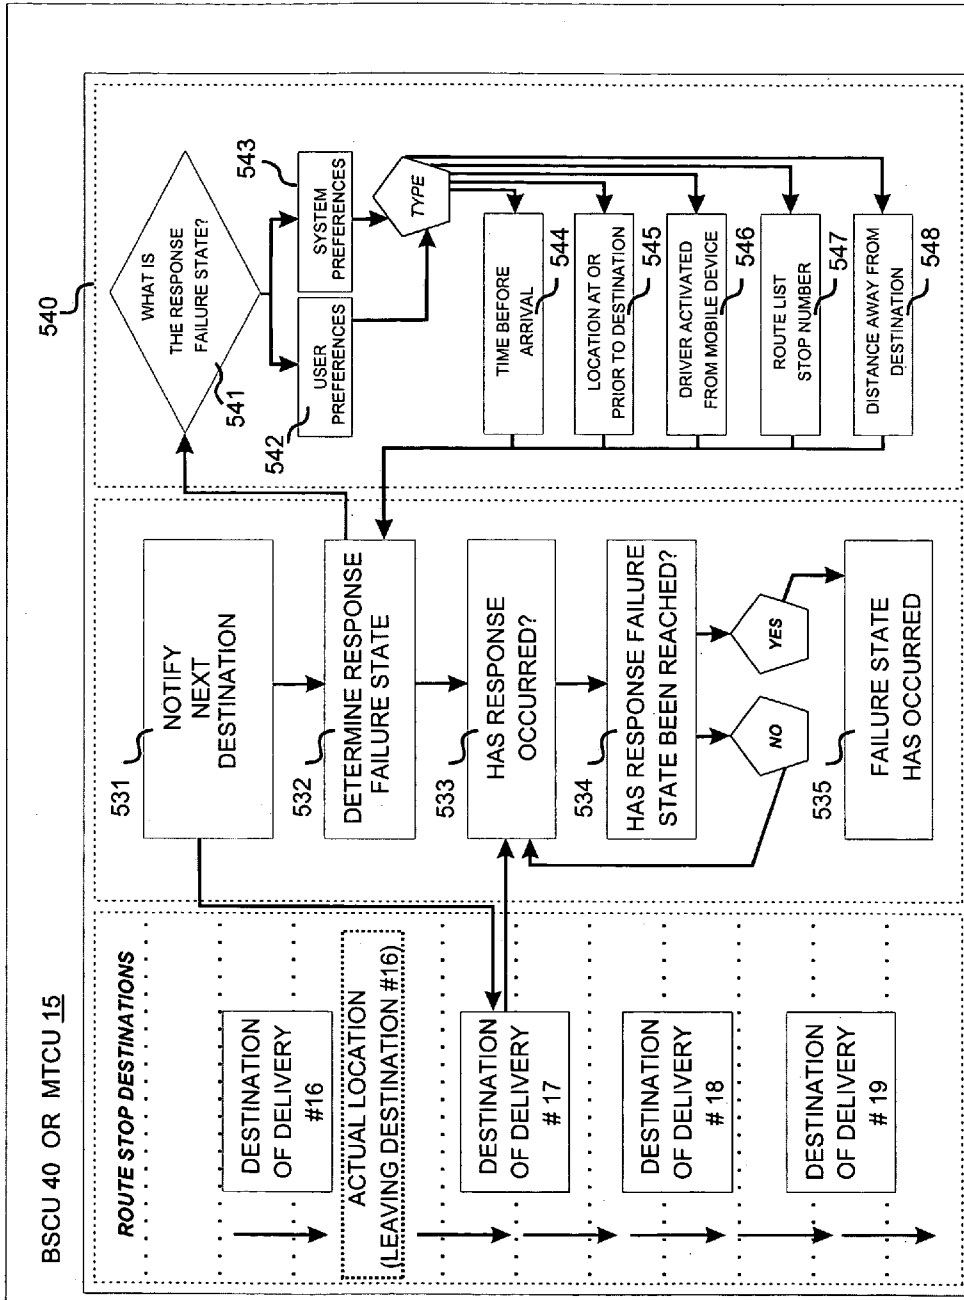 BSCU 40 OR MTCU 15
ROUTE STOP DESTINATIONS
DESTINATION
OF DELIVERY
#16
ACTUAL LOCATION
(LEAVING DESTINATION #16)
DESTINATION
OF DELIVERY
# 17
DESTINATION
OF DELIVERY
# 18
DESTINATION
OF DELIVERY
# 19
531
NOTIFY
NEXT
DESTINATION
532
DETERMINE RESPONSE
FAILURE STATE
533
HAS RESPONSE
OCCURRED?
534
HAS RESPONSE FAILURE
STATE BEEN REACHED?
NO
YES
535
FAILURE STATE
HAS OCCURRED
540
WHAT IS
THE RESPONSE
FAILURE STATE?
541
542
USER
PREFERENCES
543
SYSTEM
PREFERENCES
TYPE
TIME BEFORE
ARRIVAL
544
LOCATION AT OR
PRIOR TO DESTINATION
545
DRIVER ACTIVATED
FROM MOBILE DEVICE
546
ROUTE LIST
STOP NUMBER
547
DISTANCE AWAY FROM
DESTINATION
548